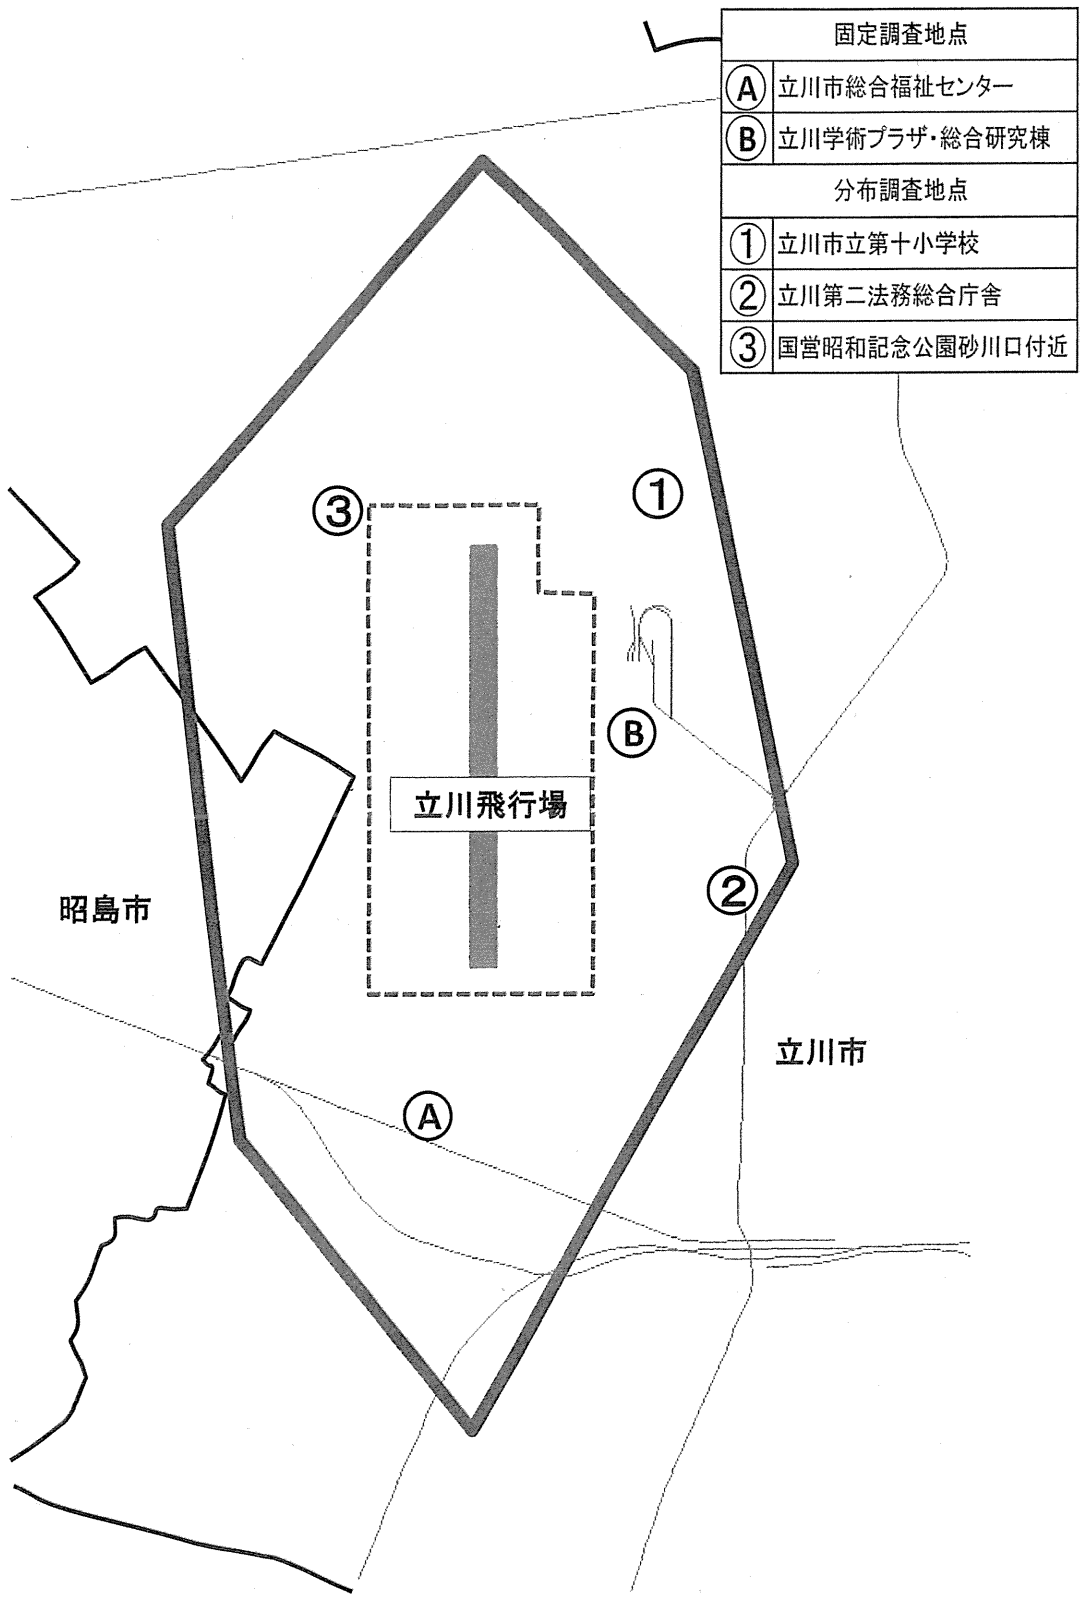 固定調査地点
A 立川市総合福祉センター
B 立川学術プラザ・総合研究棟
分布調査地点
1 立川市立第十小学校
2 立川第二法務総合庁舎
3 国営昭和記念公園砂川口付近
3
1
B
立川飛行場
2
昭島市
立川市
A